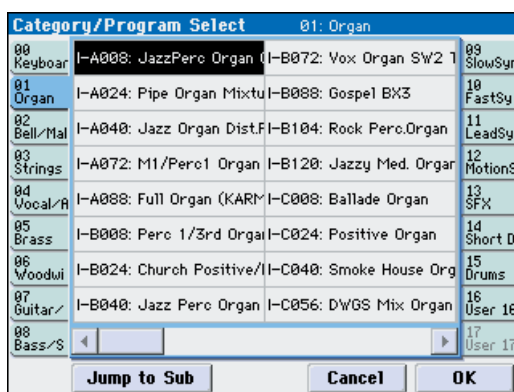 Category/Program Select 01: Organ
00 Keyboar
01 Organ
02 Bell/Mal
03 Strings
04 Vocal/A
05 Brass
06 Woodwi
07 Guitar/
08 Bass/S
I-A008: JazzPerc Organ (
I-A024: Pipe Organ Mixtu
I-A040: Jazz Organ Dist.F
I-A072: M1/Perc1 Organ
I-A088: Full Organ (KARM
I-B008: Perc 1/3rd Orga
I-B024: Church Positive/
I-B040: Jazz Perc Organ
I-B072: Vox Organ SW2 T
I-B088: Gospel BX3
I-B104: Rock Perc.Organ
I-B120: Jazzy Med. Organ
I-C008: Ballade Organ
I-C024: Positive Organ
I-C040: Smoke House Org
I-C056: DWGS Mix Organ
09 SlowSyn
10 FastSy
11 LeadSy
12 MotionS
13 SFX
14 Short D
15 Drums
16 User 16
17 User 17
Jump to Sub
Cancel
OK